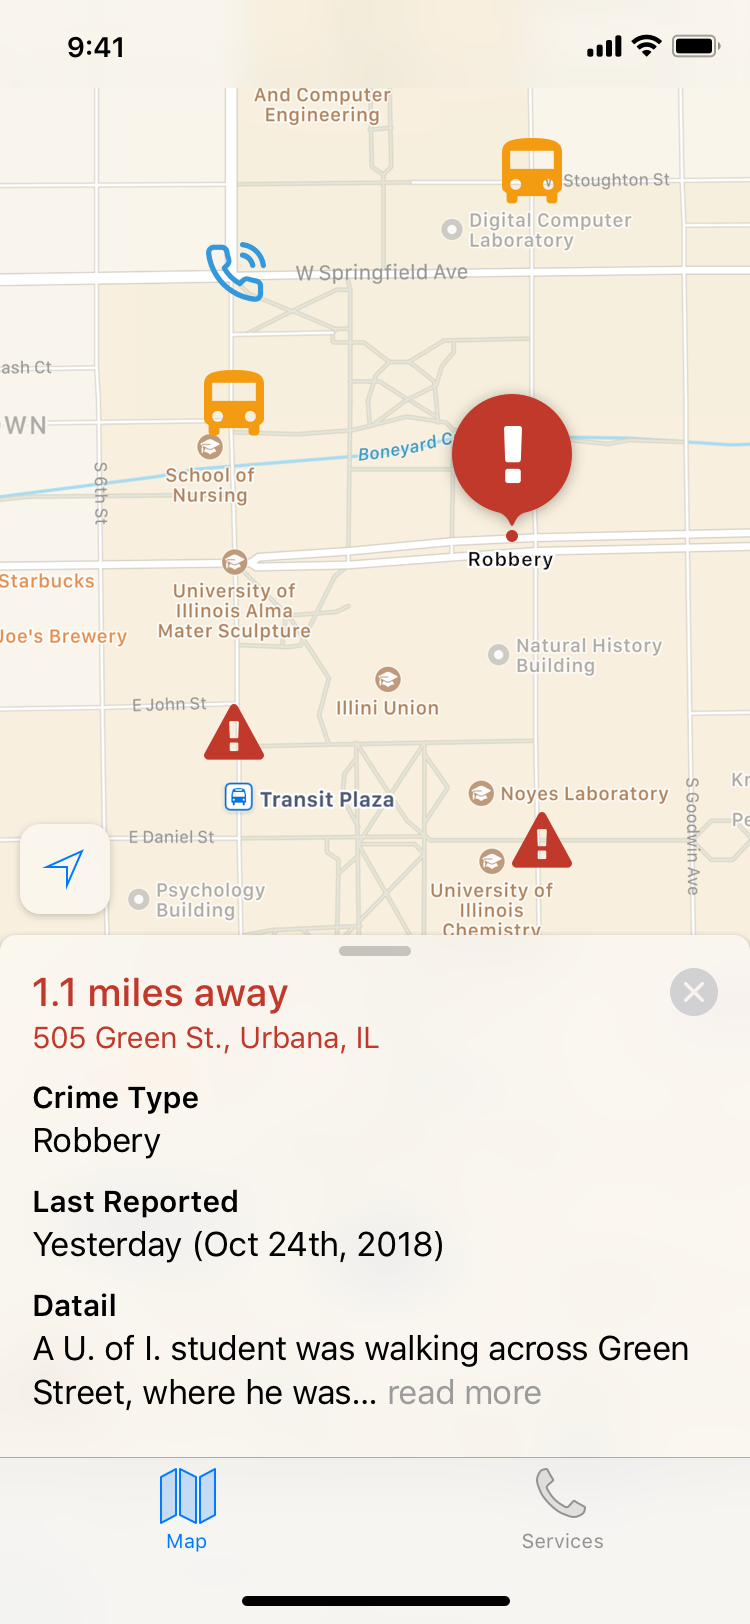 9:41
And Computer
Engineering
W Stoughton St
Digital Computer
Laboratory
W Springfield Ave
ash Ct
OWN
Boneyard C
School of
Nursing
S 6th St
Robbery
Starbucks
University of
Illinois Alma
Mater Sculpture
Joe's Brewery
Natural History
Building
Illini Union
E John St
Transit Plaza
Noyes Laboratory
Kr
S Goodwin Ave
Pe
E Daniel St
Psychology
Building
University of
Illinois
Chemistry
1.1 miles away
505 Green St., Urbana, IL
Crime Type
Robbery
Last Reported
Yesterday (Oct 24th, 2018)
Datail
A U. of I. student was walking across Green
Street, where he was... read more
Map
Services